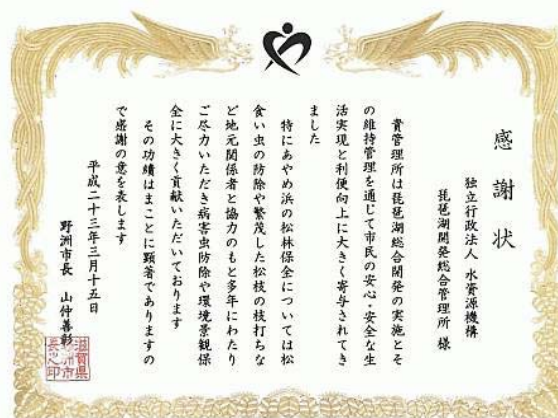 感謝状
独立行政法人 水資源機構
琵琶湖開発総合管理所 様
貴管理所は琵琶湖総合開発の実施とそ
の維持管理を通じて市民の安心・安全な生
活実現と利便向上に大きく寄与されてき
ました
特にあやめ浜の松林保全については松
食い虫の防除や繁茂した松枝の枝打ちな
ど地元関係者と協力のもと多年にわたり
ご尽力いただき病害虫防除や環境景観保
全に大きく貢献いただいております
その功績はまことに顕著でありますの
で感謝の意を表します
平成二十三年三月十五日
野洲市長 山仲善彰
滋賀県
野洲市
長之印